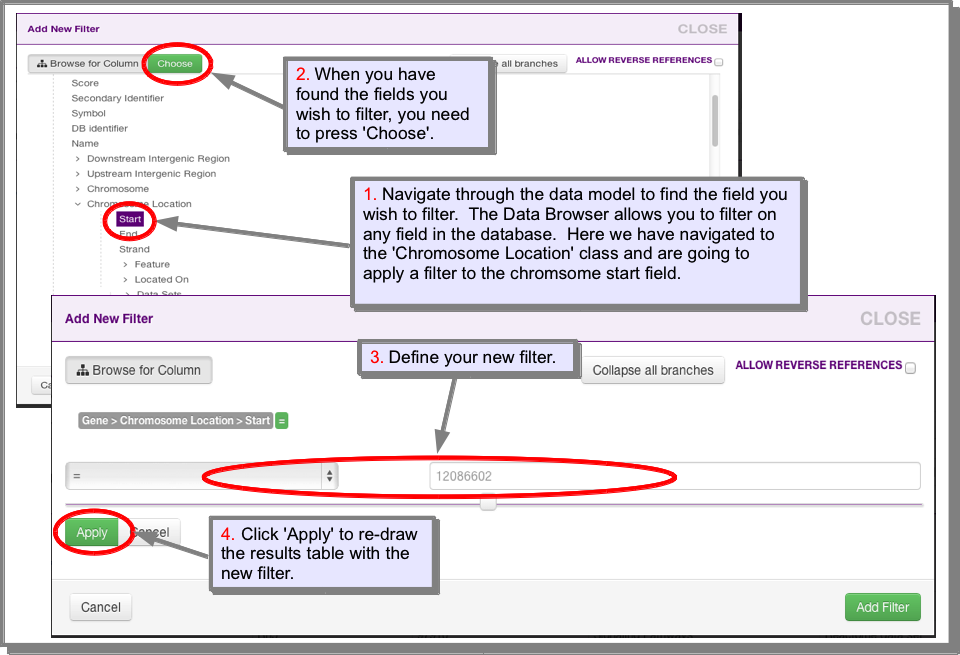 Add New Filter
CLOSE
Browse for Column
Choose
all branches
ALLOW REVERSE REFERENCES
2. When you have
found the fields you
wish to filter, you need
to press 'Choose'.
Score
Secondary Identifier
Symbol
DB identifier
Name
> Downstream Intergenic Region
> Upstream Intergenic Region
> Chromosome
Chromosome Location
Start
End
Strand
> Feature
> Located On
> Data Sets
1. Navigate through the data model to find the field you
wish to filter.  The Data Browser allows you to filter on
any field in the database.  Here we have navigated to
the 'Chromosome Location' class and are going to
apply a filter to the chromsome start field.
Ca
Add New Filter
CLOSE
Browse for Column
3. Define your new filter.
Collapse all branches
ALLOW REVERSE REFERENCES
Gene > Chromosome Location > Start =
=
12086602
Apply
Cancel
4. Click 'Apply' to re-draw
the results table with the
new filter.
Cancel
Add Filter